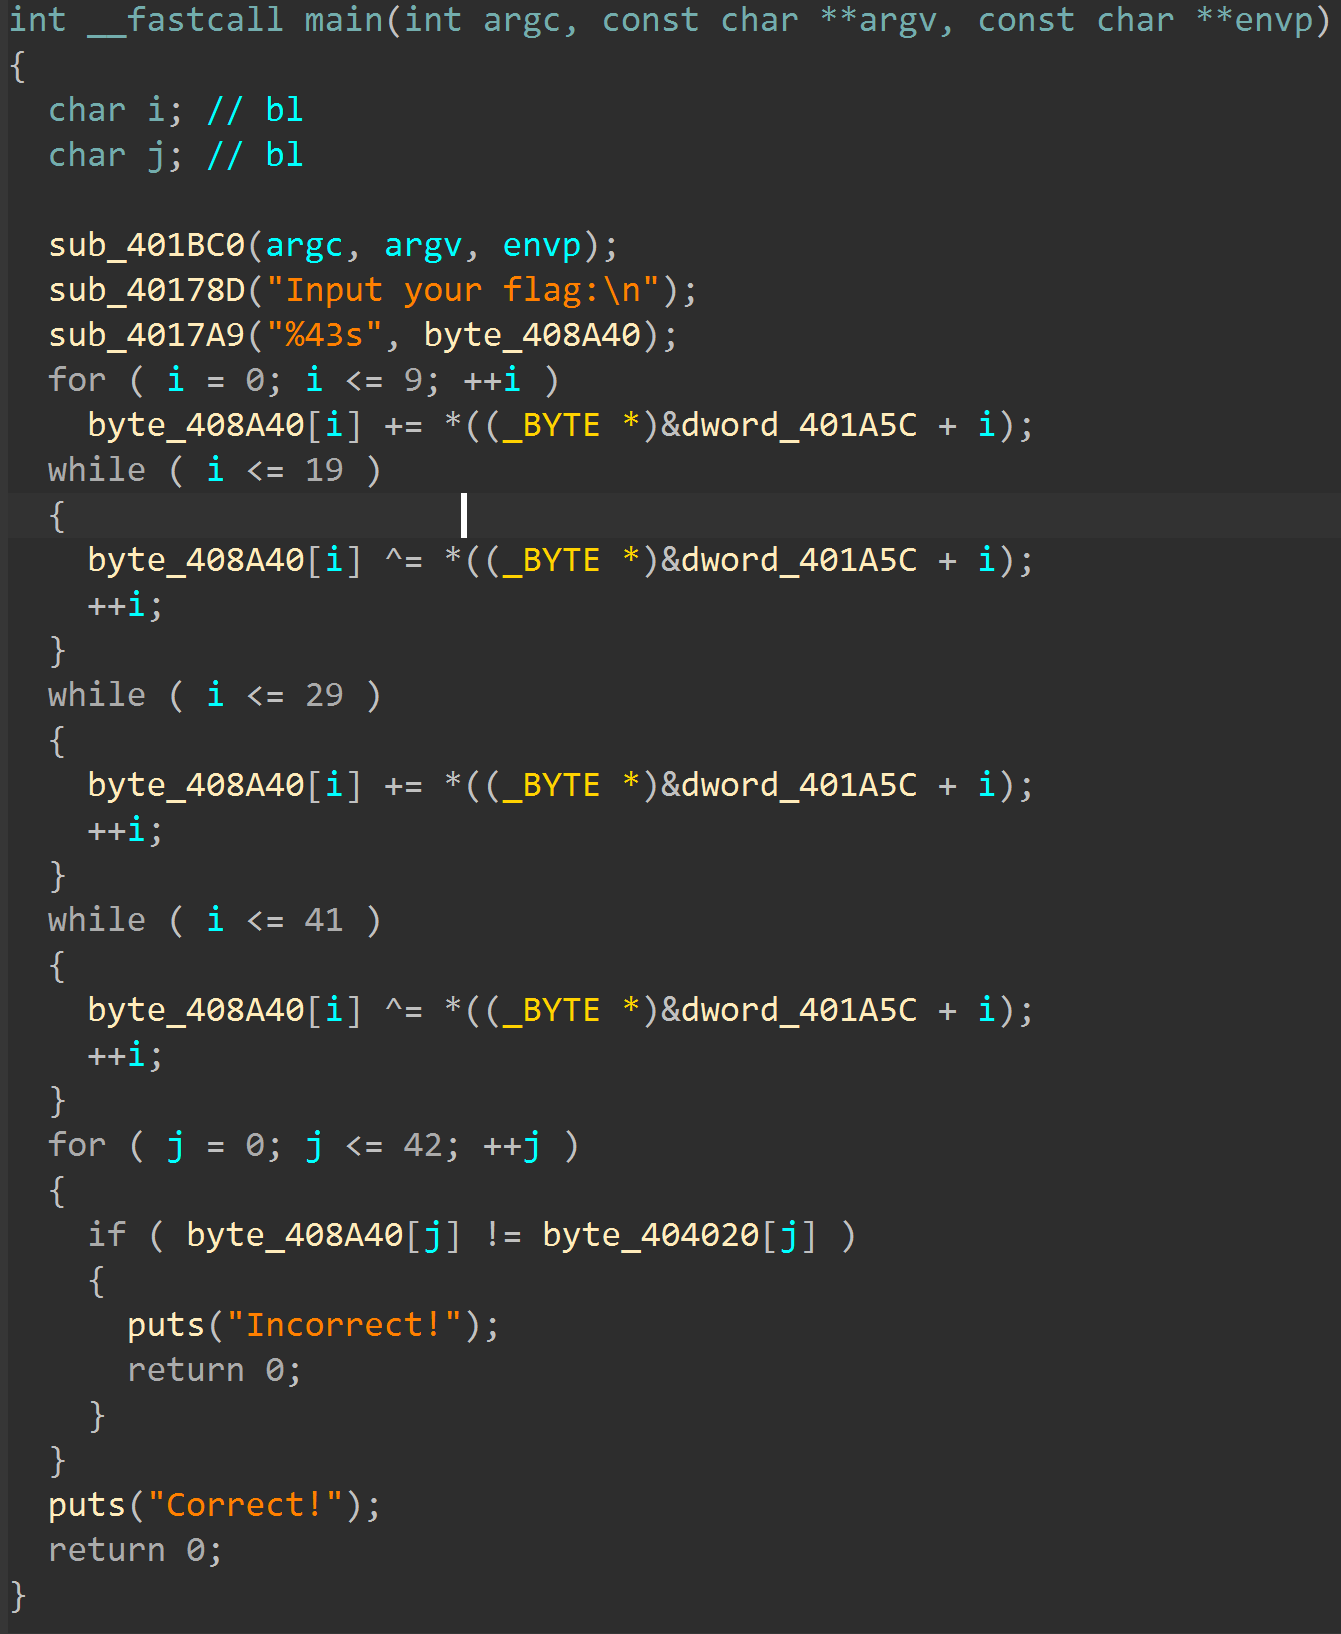 int __fastcall main(int argc, const char **argv, const char **envp)
{
  char i; // bl
  char j; // bl

  sub_401BC0(argc, argv, envp);
  sub_40178D("Input your flag:\n");
  sub_4017A9("%43s", byte_408A40);
  for ( i = 0; i <= 9; ++i )
    byte_408A40[i] += *((_BYTE *)&dword_401A5C + i);
  while ( i <= 19 )
  {
    byte_408A40[i] ^= *((_BYTE *)&dword_401A5C + i);
    ++i;
  }
  while ( i <= 29 )
  {
    byte_408A40[i] += *((_BYTE *)&dword_401A5C + i);
    ++i;
  }
  while ( i <= 41 )
  {
    byte_408A40[i] ^= *((_BYTE *)&dword_401A5C + i);
    ++i;
  }
  for ( j = 0; j <= 42; ++j )
  {
    if ( byte_408A40[j] != byte_404020[j] )
    {
      puts("Incorrect!");
      return 0;
    }
  }
  puts("Correct!");
  return 0;
}